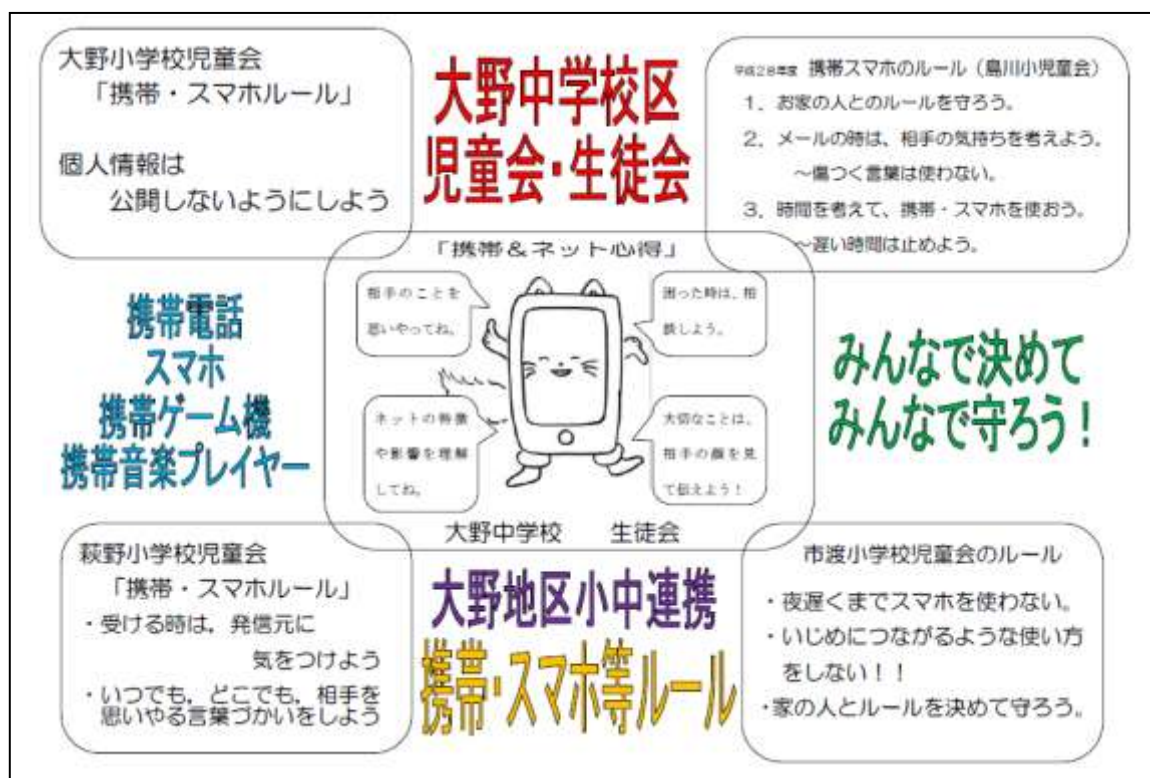 大野小学校児童会
「携帯・スマホルール」
個人情報は
公開しないようにしよう
大野中学校区
児童会・生徒会
平成28年度 携帯スマホのルール（島川小児童会）
1．お家の人とのルールを守ろう。
2．メールの時は、相手の気持ちを考えよう。
～傷つく言葉は使わない。
3．時間を考えて、携帯・スマホを使おう。
～遅い時間は止めよう。
携帯電話
スマホ
携帯ゲーム機
携帯音楽プレイヤー
「携帯＆ネット心得」
相手のことを
思いやってね。
困った時は、相
談しよう。
ネットの特徴
や影響を理解
してね。
大切なことは、
相手の顔を見
て伝えよう！
大野中学校 生徒会
みんなで決めて
みんなで守ろう！
萩野小学校児童会
「携帯・スマホルール」
・受ける時は，発信元に
気をつけよう
・いつでも，どこでも，相手を
思いやる言葉づかいをしよう
大野地区小中連携
携帯・スマホ等ルール
市渡小学校児童会のルール
・夜遅くまでスマホを使わない。
・いじめにつながるような使い方
をしない！！
・家の人とルールを決めて守ろう。